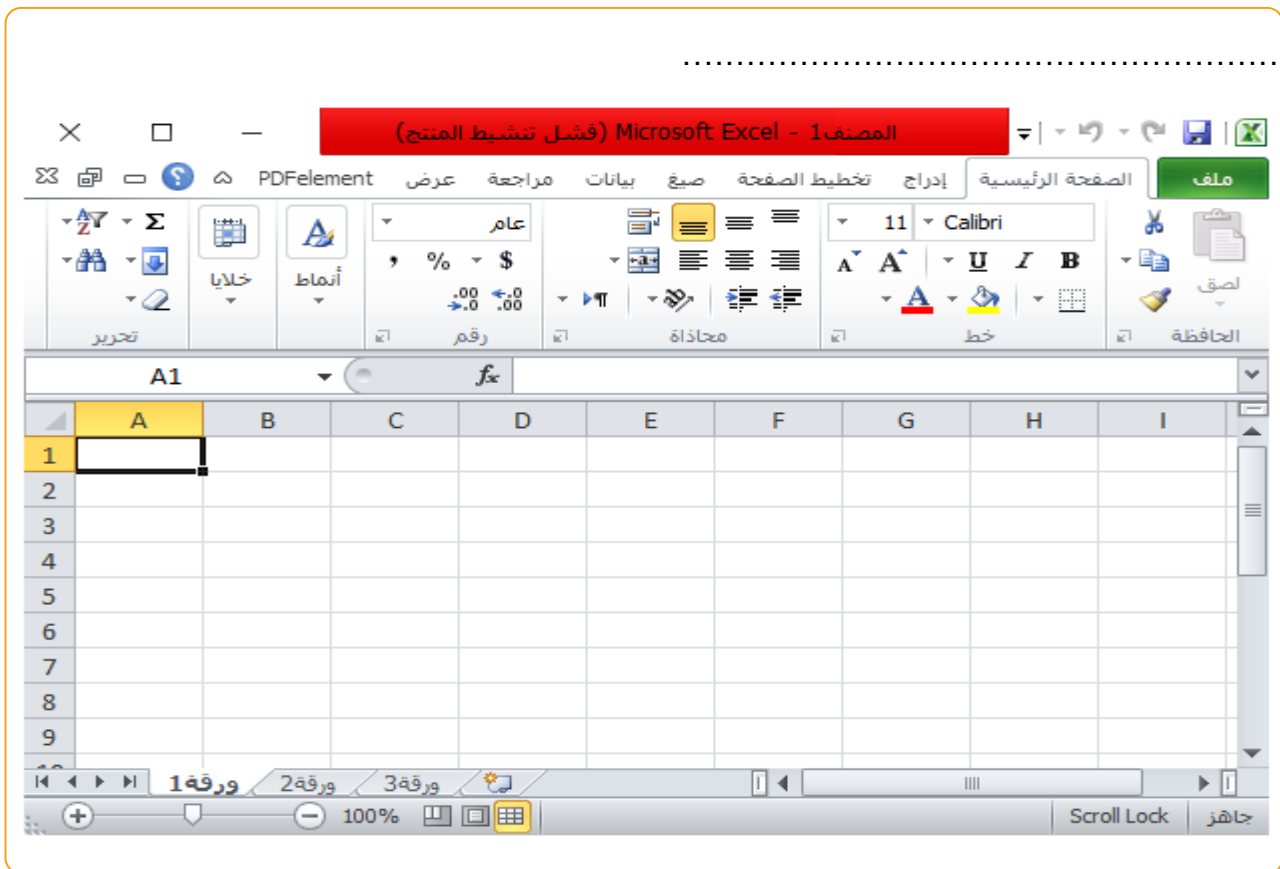 ......................................................
المصنف1 - Microsoft Excel (فشل تنشيط المنتج)
ملف الصفحة الرئيسية إدراج تخطيط الصفحة صيغ بيانات مراجعة عرض PDFelement
Calibri 11 عام
لصق B I U A A $ % , أنماط خلايا Σ
الحافظة خط محاذاة رقم تحرير
A1 fx
A B C D E F G H I
1
2
3
4
5
6
7
8
9
ورقة1 ورقة2 ورقة3
جاهز Scroll Lock 100%